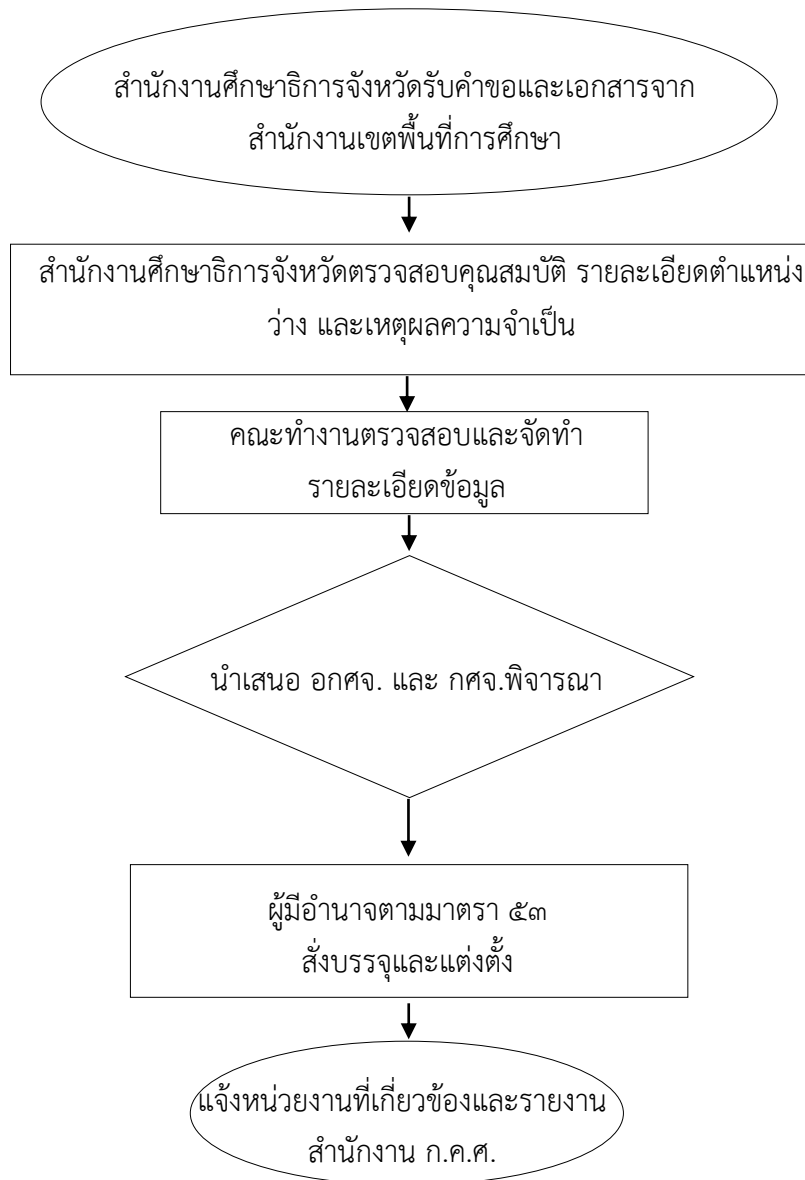 สำนักงานศึกษาธิการจังหวัดรับคำขอและเอกสารจาก
สำนักงานเขตพื้นที่การศึกษา
สำนักงานศึกษาธิการจังหวัดตรวจสอบคุณสมบัติ รายละเอียดตำแหน่ง
ว่าง และเหตุผลความจำเป็น
คณะทำงานตรวจสอบและจัดทำ
รายละเอียดข้อมูล
นำเสนอ อกศจ. และ กศจ.พิจารณา
ผู้มีอำนาจตามมาตรา ๕๓
สั่งบรรจุและแต่งตั้ง
แจ้งหน่วยงานที่เกี่ยวข้องและรายงาน
สำนักงาน ก.ค.ศ.